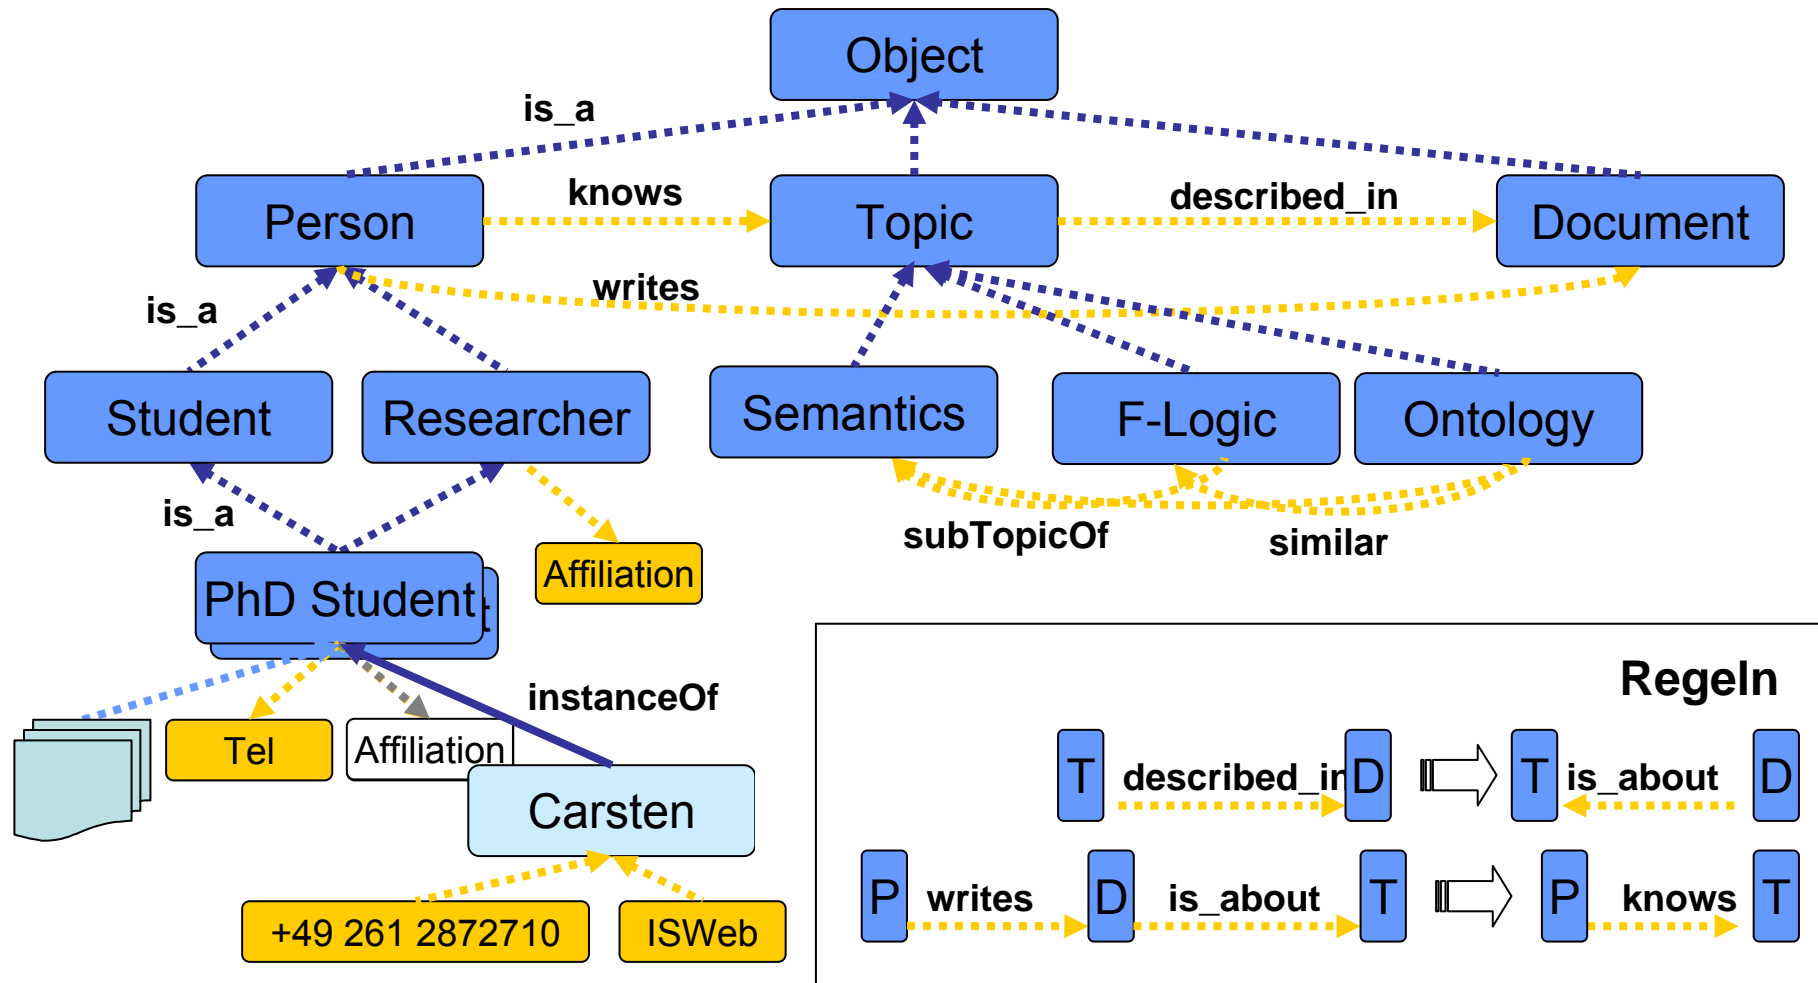 Object
is_a
Person
knows
Topic
described_in
Document
is_a
writes
Student
Researcher
Semantics
F-Logic
Ontology
is_a
subTopicOf
similar
PhD Student
t
Affiliation
instanceOf
Tel
Affiliation
Carsten
+49 261 2872710
ISWeb
Regeln
T described_in D T is_about D
P writes D is_about T P knows T